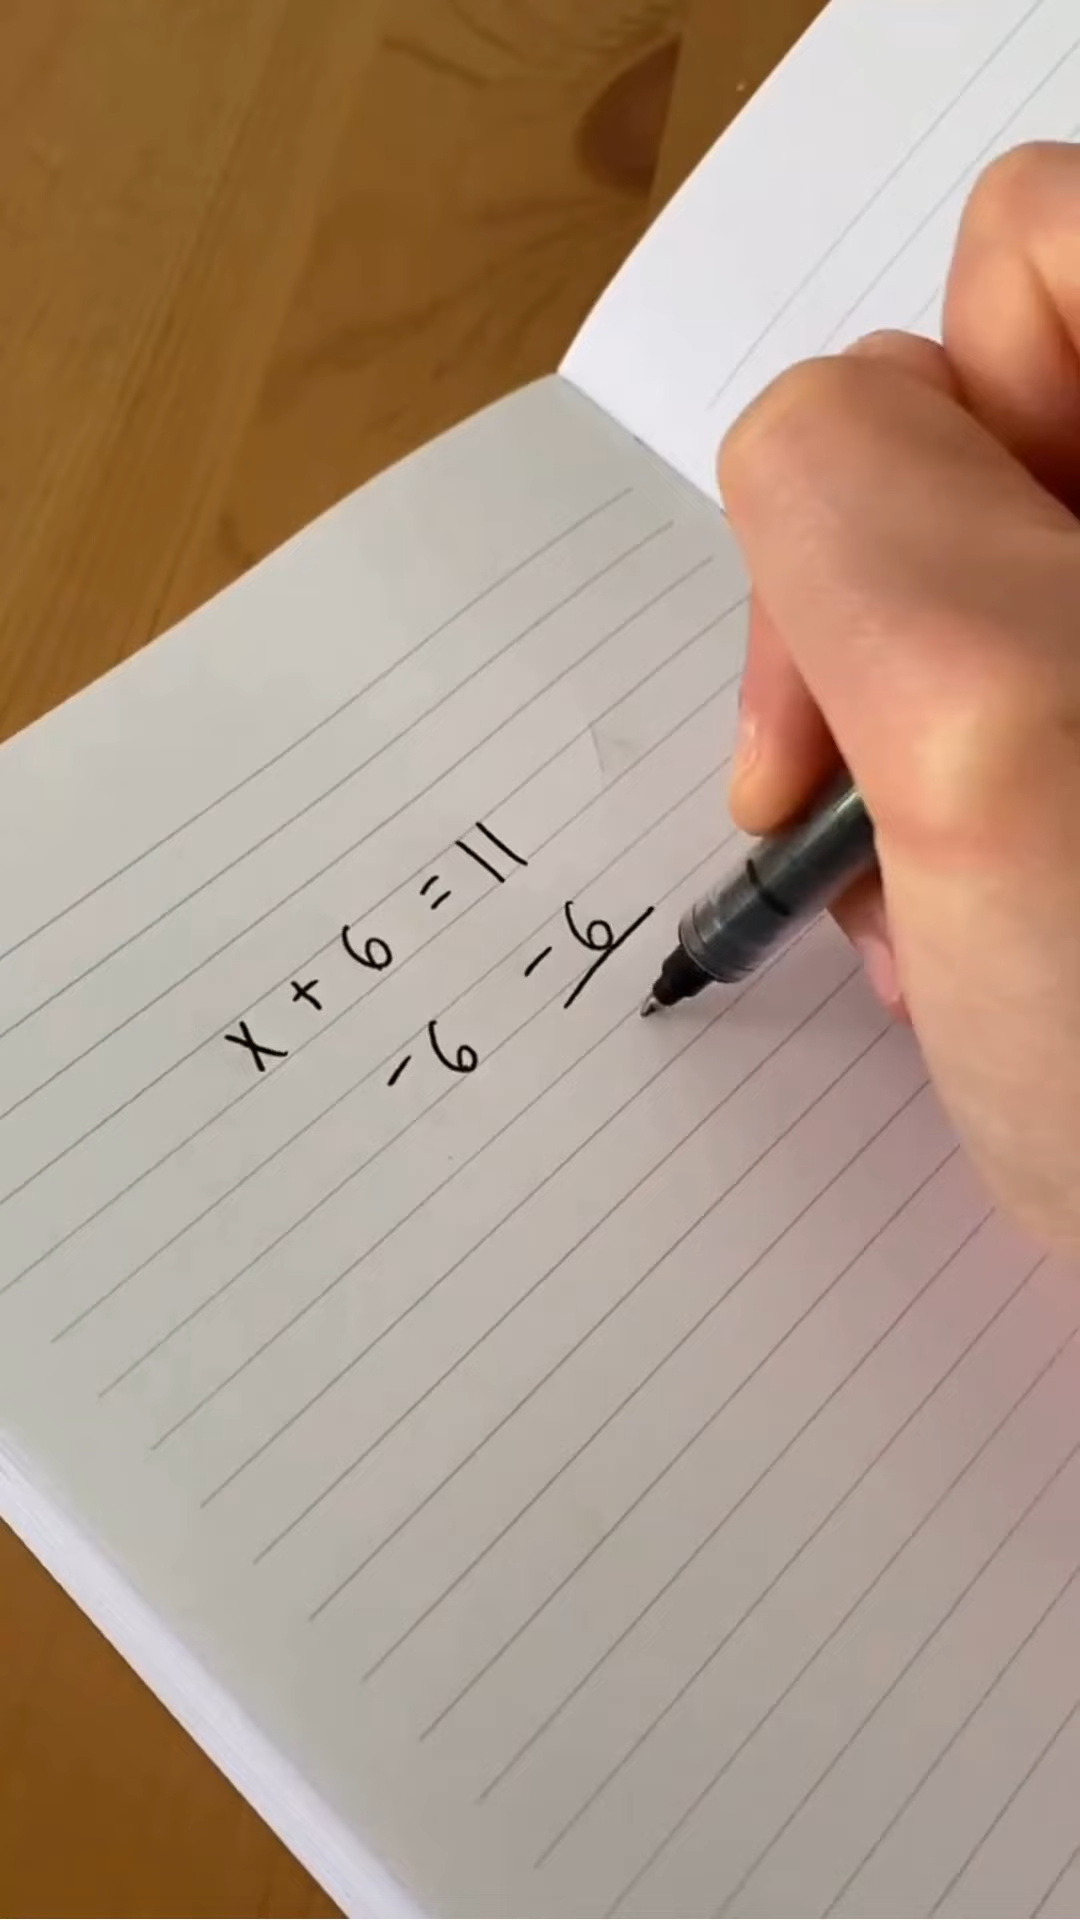 x + 6 = 11
-6 -6